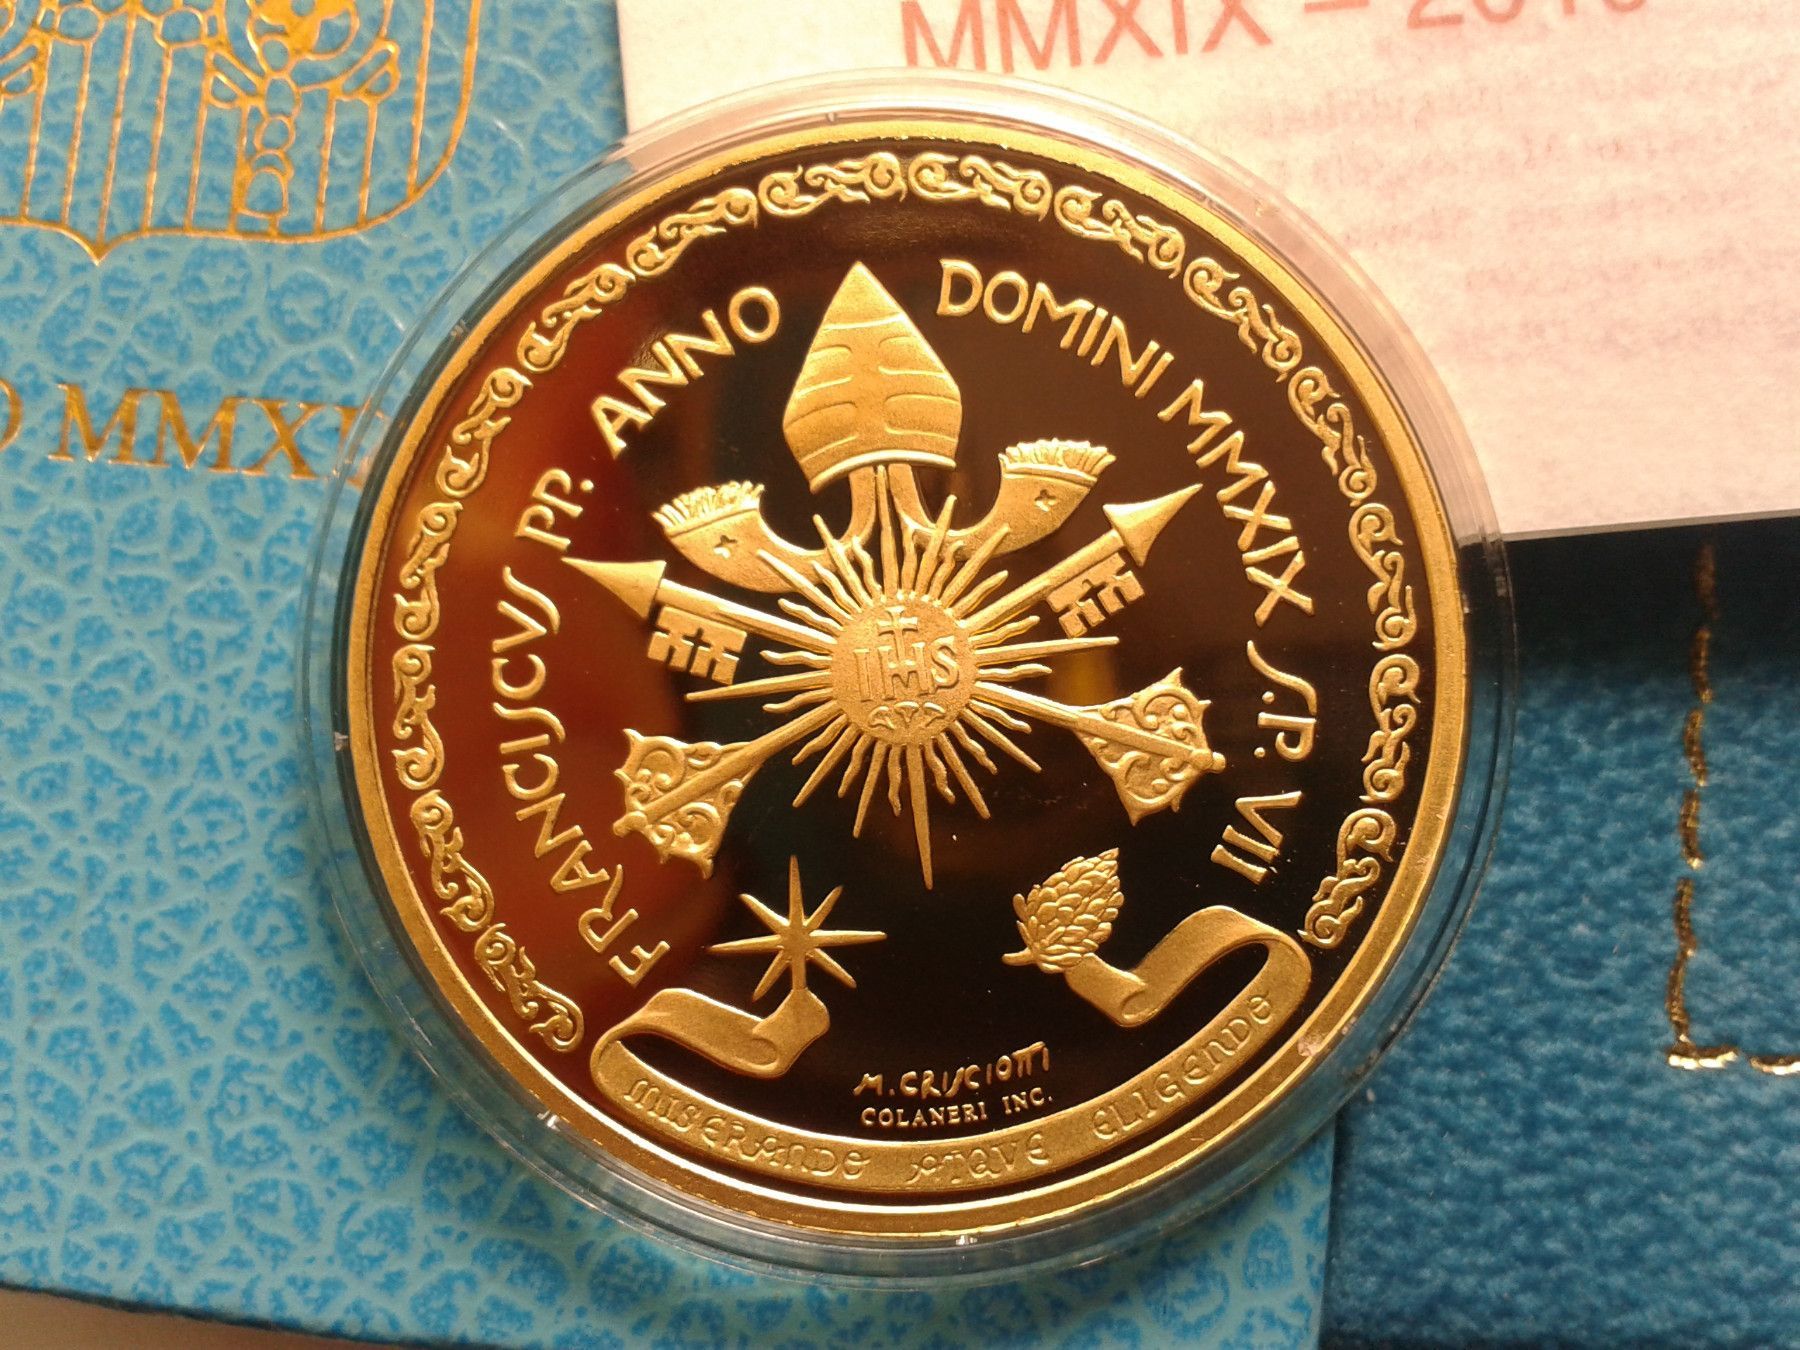 MMXIX –
MMXI
FRANCISCVS PP. ANNO DOMINI MMXIX S.P. VII
IHS
M. CRISCIOTTI
COLANERI INC.
MISERANDO ATQVE ELIGENDO